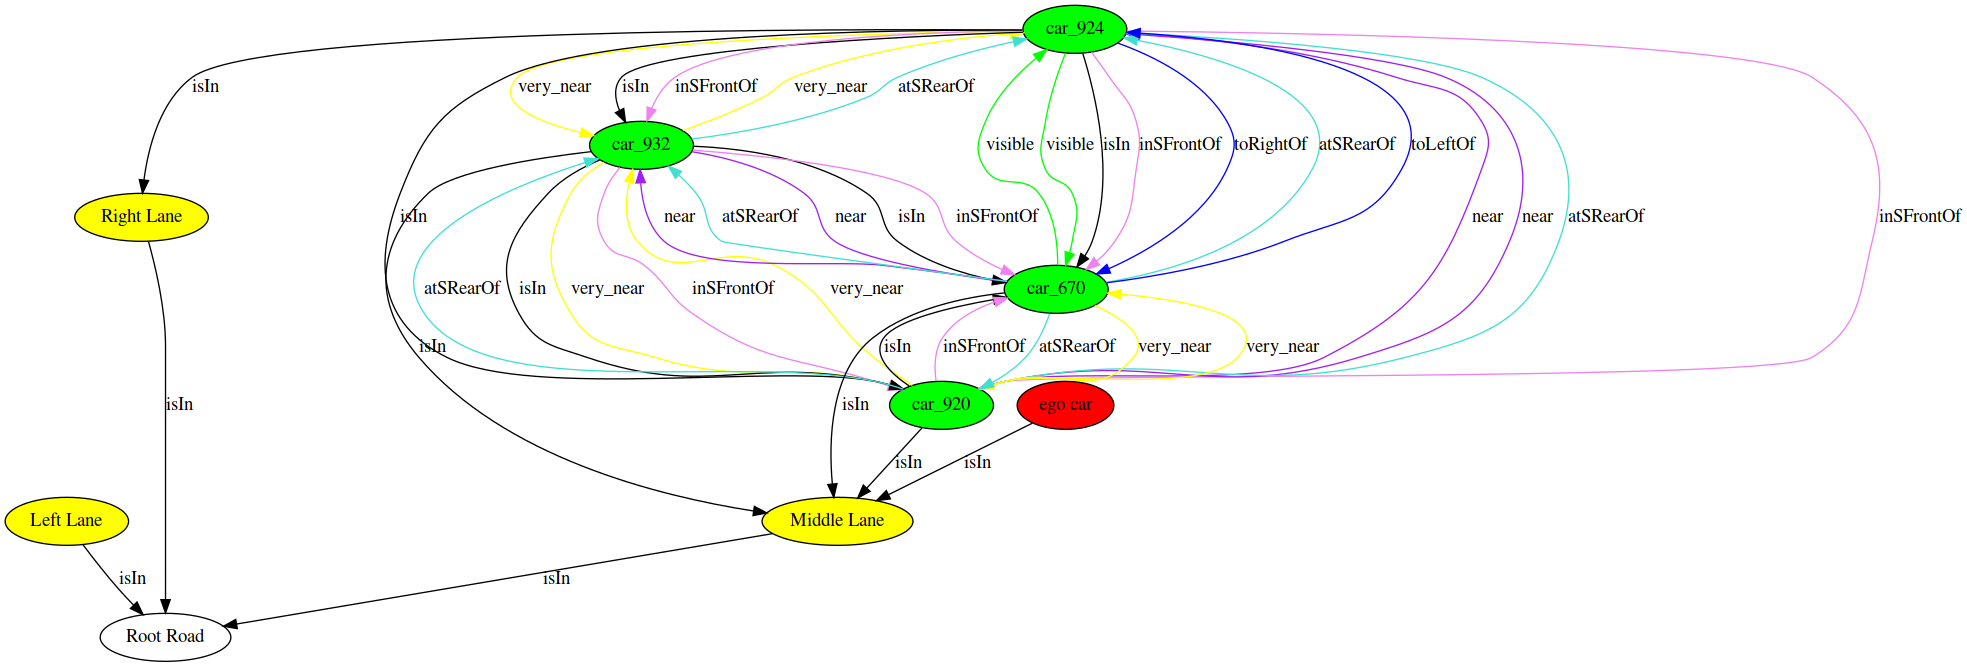 car_924
isIn
very_near
isIn
inSFrontOf
very_near
atSRearOf
car_932
visible
visible
isIn
inSFrontOf
toRightOf
atSRearOf
toLeftOf
Right Lane
isIn
near
atSRearOf
near
isIn
inSFrontOf
near
near
atSRearOf
inSFrontOf
atSRearOf
isIn
very_near
inSFrontOf
very_near
car_670
isIn
isIn
inSFrontOf
atSRearOf
very_near
very_near
isIn
isIn
car_920
ego car
isIn
isIn
Left Lane
Middle Lane
isIn
isIn
Root Road